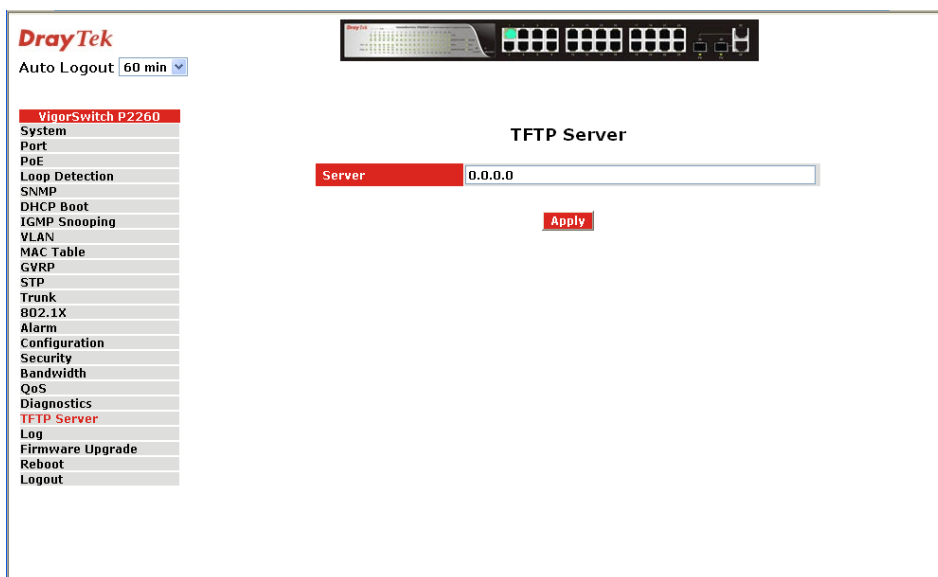 DrayTek
Auto Logout 60 min
DrayTek
VigorSwitch P2260
System
Port
PoE
Loop Detection
SNMP
DHCP Boot
IGMP Snooping
VLAN
MAC Table
GVRP
STP
Trunk
802.1X
Alarm
Configuration
Security
Bandwidth
QoS
Diagnostics
TFTP Server
Log
Firmware Upgrade
Reboot
Logout
TFTP Server
Server 0.0.0.0
Apply